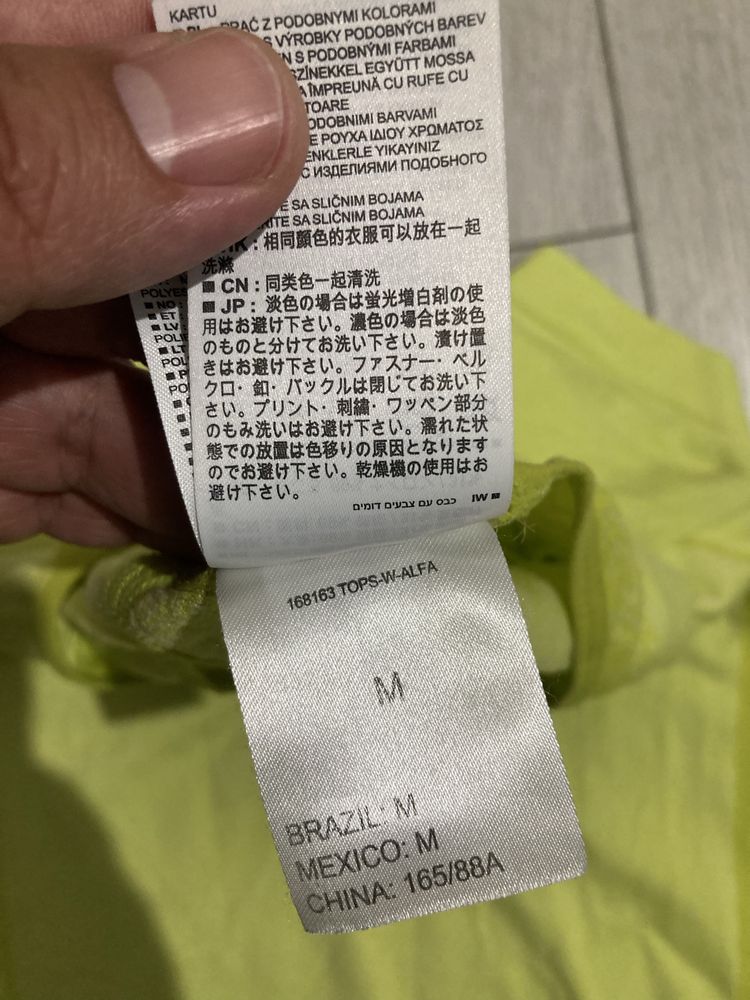 KARTU
PRAĆ Z PODOBNYMI KOLORAMI
S VÝROBKY PODOBNÝCH BAREV
S PODOBNÝMI FARBAMI
SZÍNEKKEL EGYÜTT MOSSA
ÎMPREUNĂ CU RUFE CU
TOARE
ODOBNIMI BARVAMI
ΡΟΥΧΑ ΙΔΙΟΥ ΧΡΩΜΑΤΟΣ
ENKLERLE YIKAYINIZ
С ИЗДЕЛИЯМИ ПОДОБНОГО
SA SLIČNIM BOJAMA
SA SLIČNIM BOJAMA
HK : 相同顏色的衣服可以放在一起
洗滌
■ CN : 同类色一起清洗
■ JP : 淡色の場合は蛍光増白剤の使
用はお避け下さい。濃色の場合は淡色
のものと分けてお洗い下さい。漬け置
きはお避け下さい。ファスナー・ベル
クロ・釦・バックルは閉じてお洗い下
さい。プリント・刺繍・ワッペン部分
のもみ洗いはお避け下さい。濡れた状
態での放置は色移りの原因となります
のでお避け下さい。乾燥機の使用はお
避け下さい。
■ IW כבס עם צבעים דומים
POLYES
■ NO :
■ ET :
■ LV :
POLIE
■ LT
POL
■ P
PO
168163 TOPS-W-ALFA
M
BRAZIL: M
MEXICO: M
CHINA: 165/88A